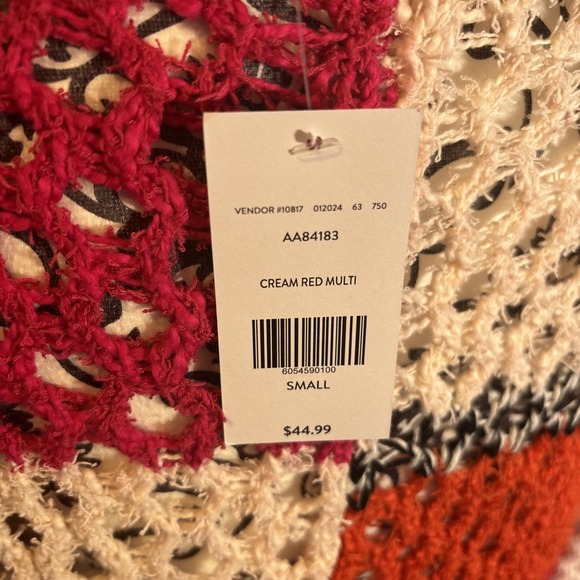 VENDOR #10817 012024 63 750
AA84183
CREAM RED MULTI
6054590100
SMALL
$44.99